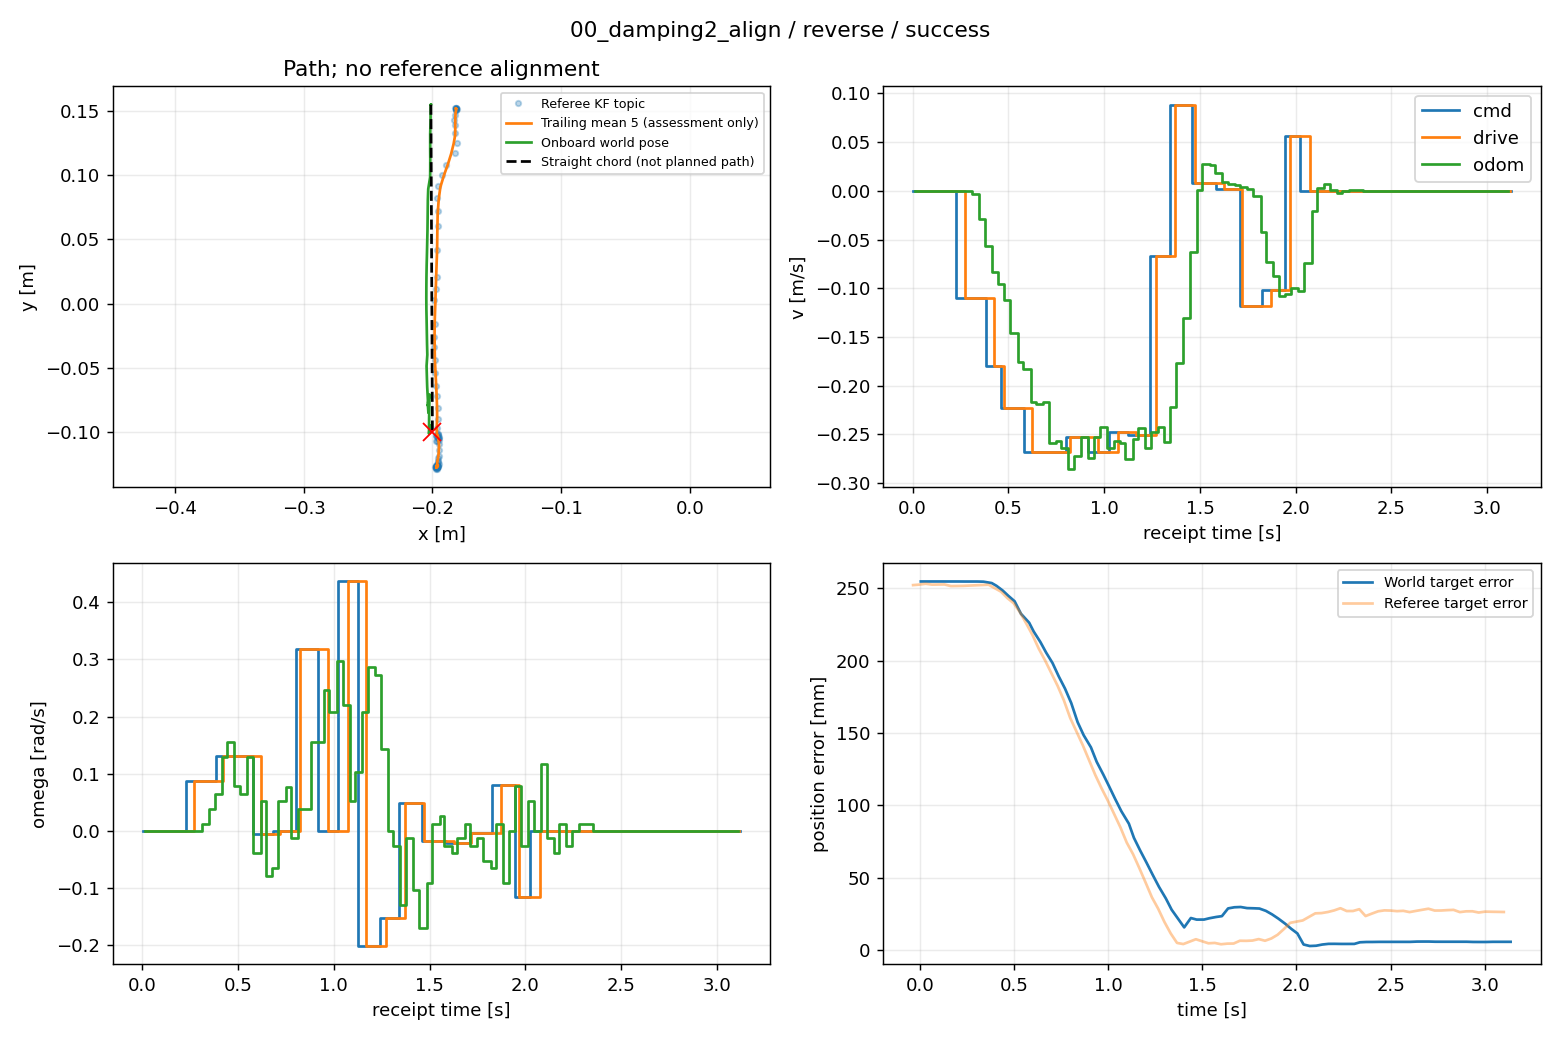 00_damping2_align / reverse / success
Path; no reference alignment
Referee KF topic
Trailing mean 5 (assessment only)
Onboard world pose
Straight chord (not planned path)
y [m]
0.15
0.10
0.05
0.00
−0.05
−0.10
−0.4
−0.3
−0.2
−0.1
0.0
x [m]
cmd
drive
odom
v [m/s]
0.10
0.05
0.00
−0.05
−0.10
−0.15
−0.20
−0.25
−0.30
0.0
0.5
1.0
1.5
2.0
2.5
3.0
receipt time [s]
omega [rad/s]
0.4
0.3
0.2
0.1
0.0
−0.1
−0.2
0.0
0.5
1.0
1.5
2.0
2.5
3.0
receipt time [s]
World target error
Referee target error
position error [mm]
250
200
150
100
50
0
0.0
0.5
1.0
1.5
2.0
2.5
3.0
time [s]